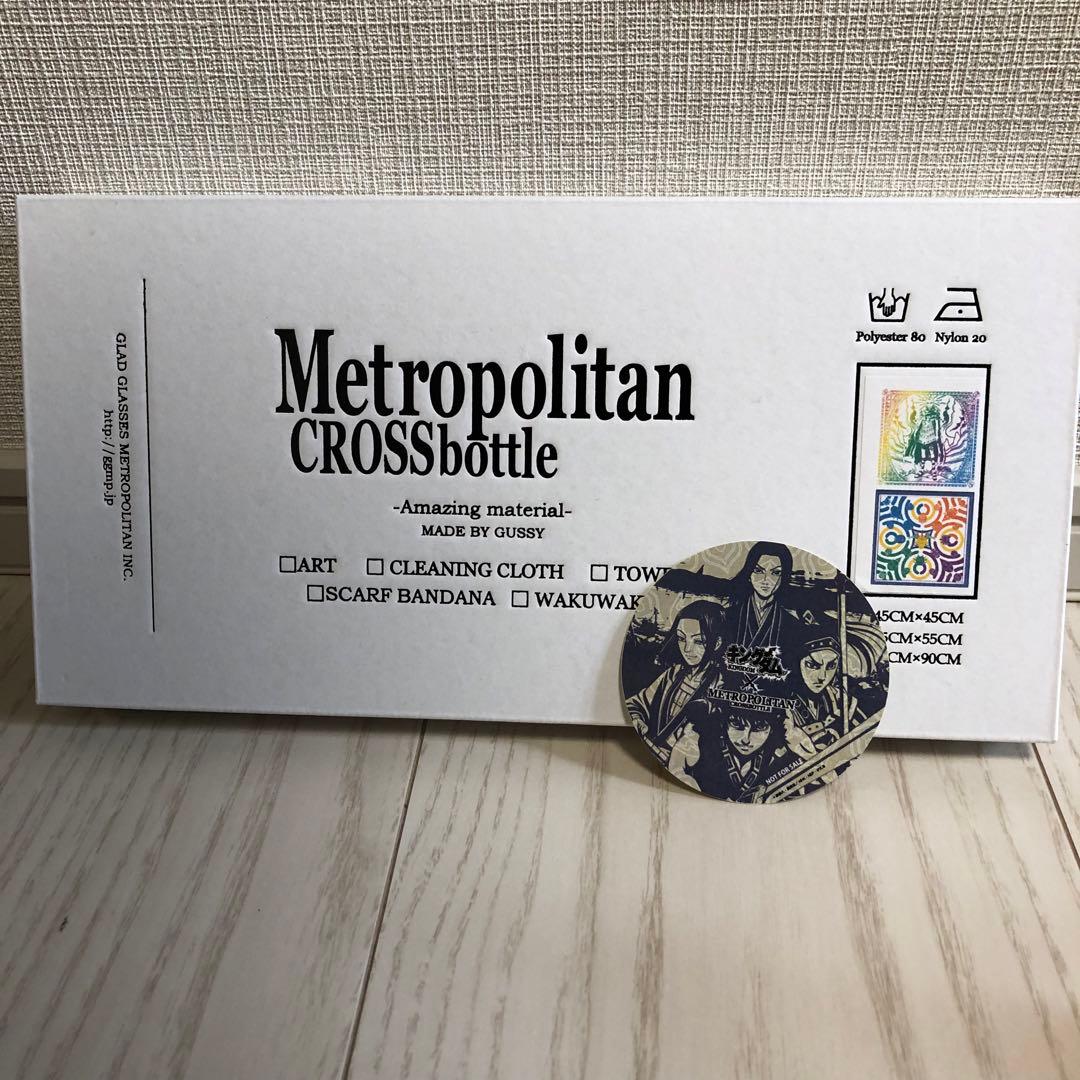 GLAD GLASSES METROPOLITAN INC.
http://ggmp.jp
Metropolitan
CROSSbottle
-Amazing material-
MADE BY GUSSY
□ART □ CLEANING CLOTH □
□SCARF BANDANA □
Polyester 80 Nylon 20
45CM×45CM
5CM×55CM
CM×90CM
キングダム
KINGDOM
×
METROPOLITAN
CROSSBOTTLE
NOT FOR SALE